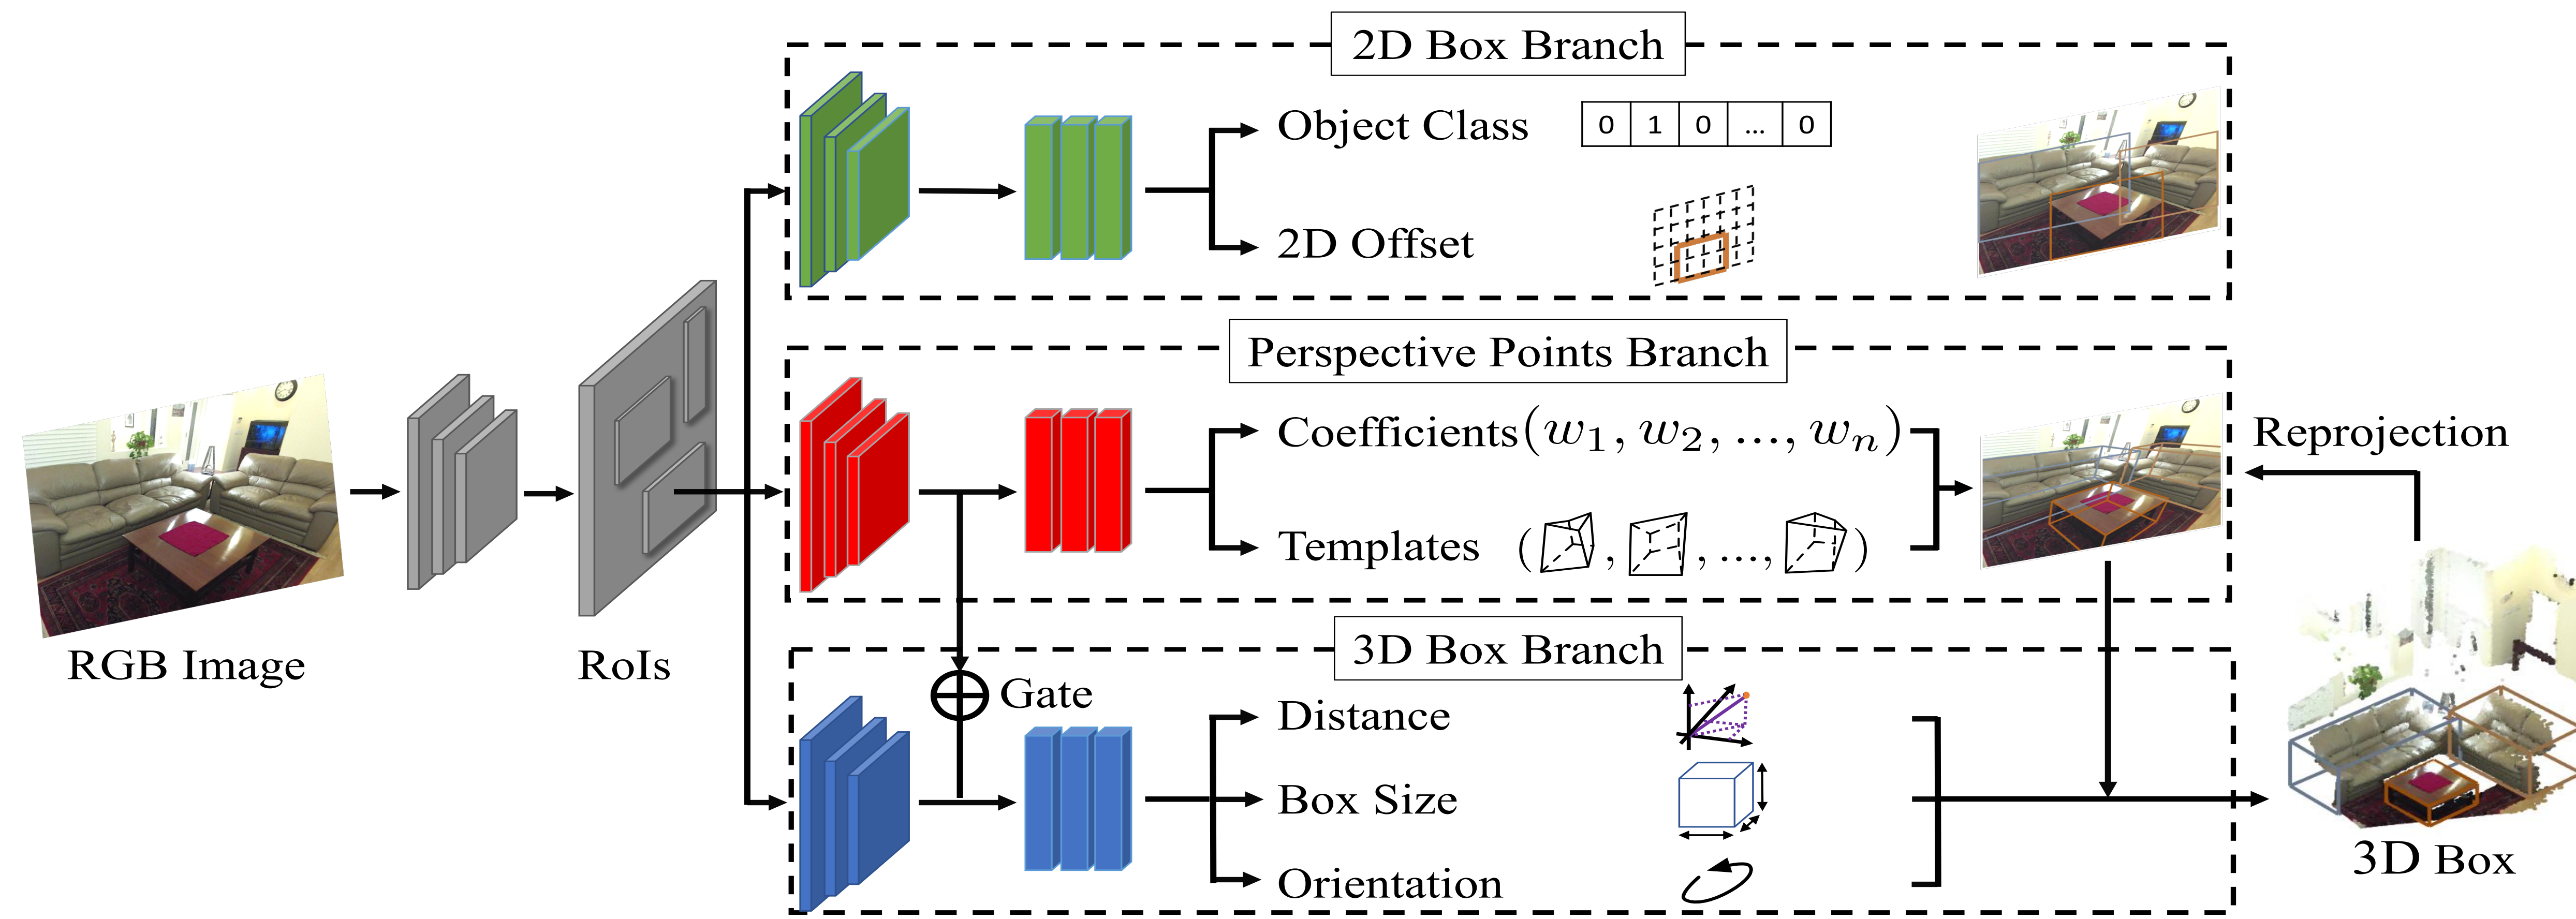 2D Box Branch
Object Class
0 1 0 ... 0
2D Offset
Perspective Points Branch
Coefficients(w₁, w₂, ..., wₙ)
Templates ( , , ..., )
Reprojection
RGB Image
RoIs
3D Box Branch
Gate
Distance
Box Size
Orientation
3D Box